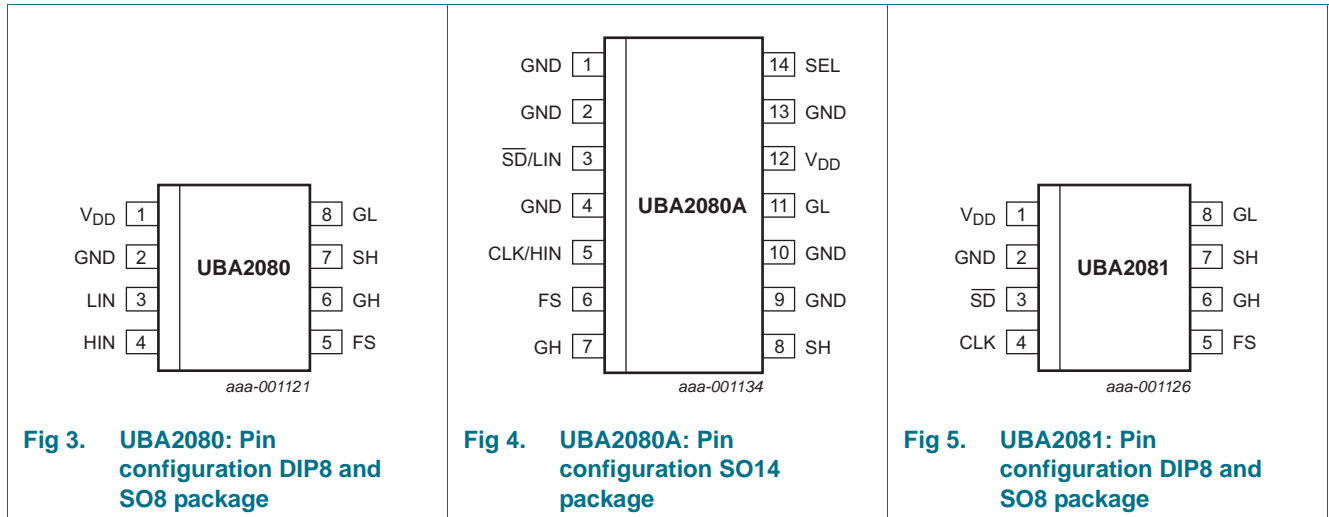 VDD 1
GND 2
LIN 3
HIN 4
UBA2080
8 GL
7 SH
6 GH
5 FS
aaa-001121
Fig 3. UBA2080: Pin
configuration DIP8 and
SO8 package
GND 1
GND 2
SD/LIN 3
GND 4
CLK/HIN 5
FS 6
GH 7
UBA2080A
14 SEL
13 GND
12 VDD
11 GL
10 GND
9 GND
8 SH
aaa-001134
Fig 4. UBA2080A: Pin
configuration SO14
package
VDD 1
GND 2
SD 3
CLK 4
UBA2081
8 GL
7 SH
6 GH
5 FS
aaa-001126
Fig 5. UBA2081: Pin
configuration DIP8 and
SO8 package